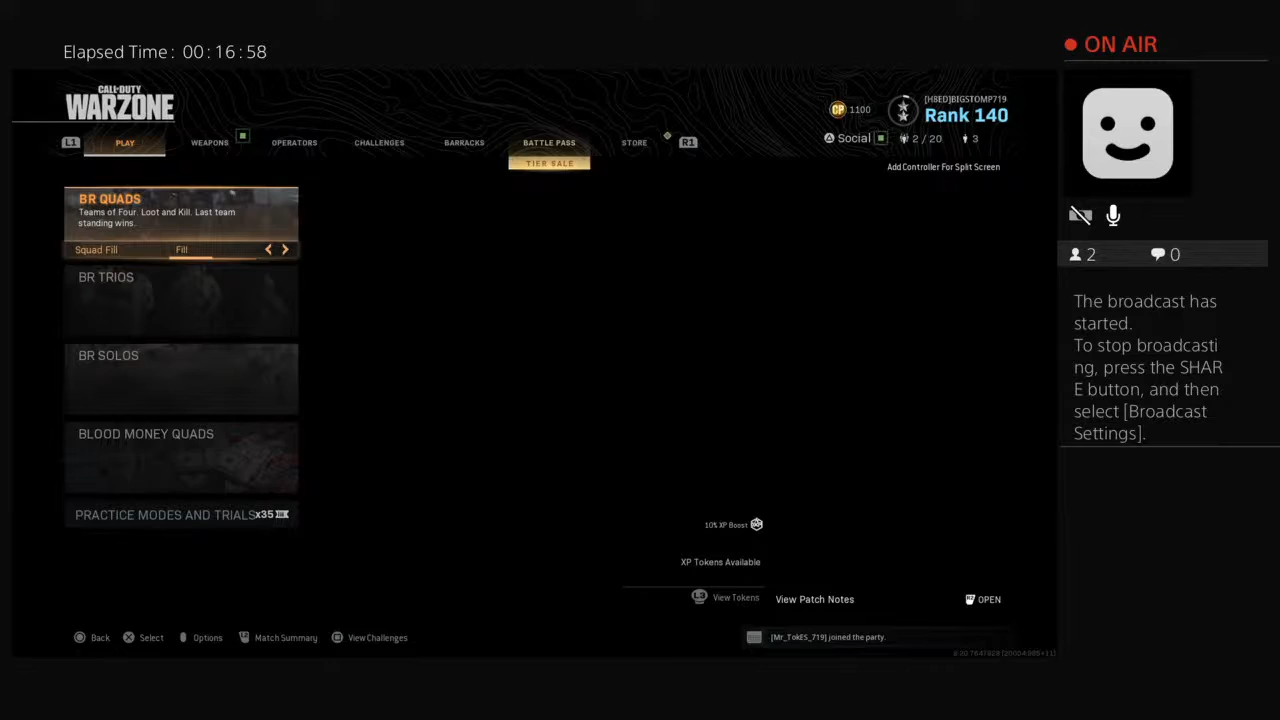 Elapsed Time: 00:16:58
ON AIR
CALL OF DUTY
WARZONE
CP 1100
[HBED]BIGSTOMP719
Rank 140
L1
PLAY
WEAPONS
OPERATORS
CHALLENGES
BARRACKS
BATTLE PASS
STORE
R1
Social
2 / 20
3
TIER SALE
Add Controller For Split Screen
BR QUADS
Teams of Four. Loot and Kill. Last team
standing wins.
Squad Fill
Fill
BR TRIOS
BR SOLOS
BLOOD MONEY QUADS
PRACTICE MODES AND TRIALS
x35
2
0
The broadcast has
started.
To stop broadcasti
ng, press the SHAR
E button, and then
select [Broadcast
Settings].
10% XP Boost
XP Tokens Available
View Tokens
View Patch Notes
OPEN
Back
Select
Options
Match Summary
View Challenges
[Mr_TokES_719] joined the party.